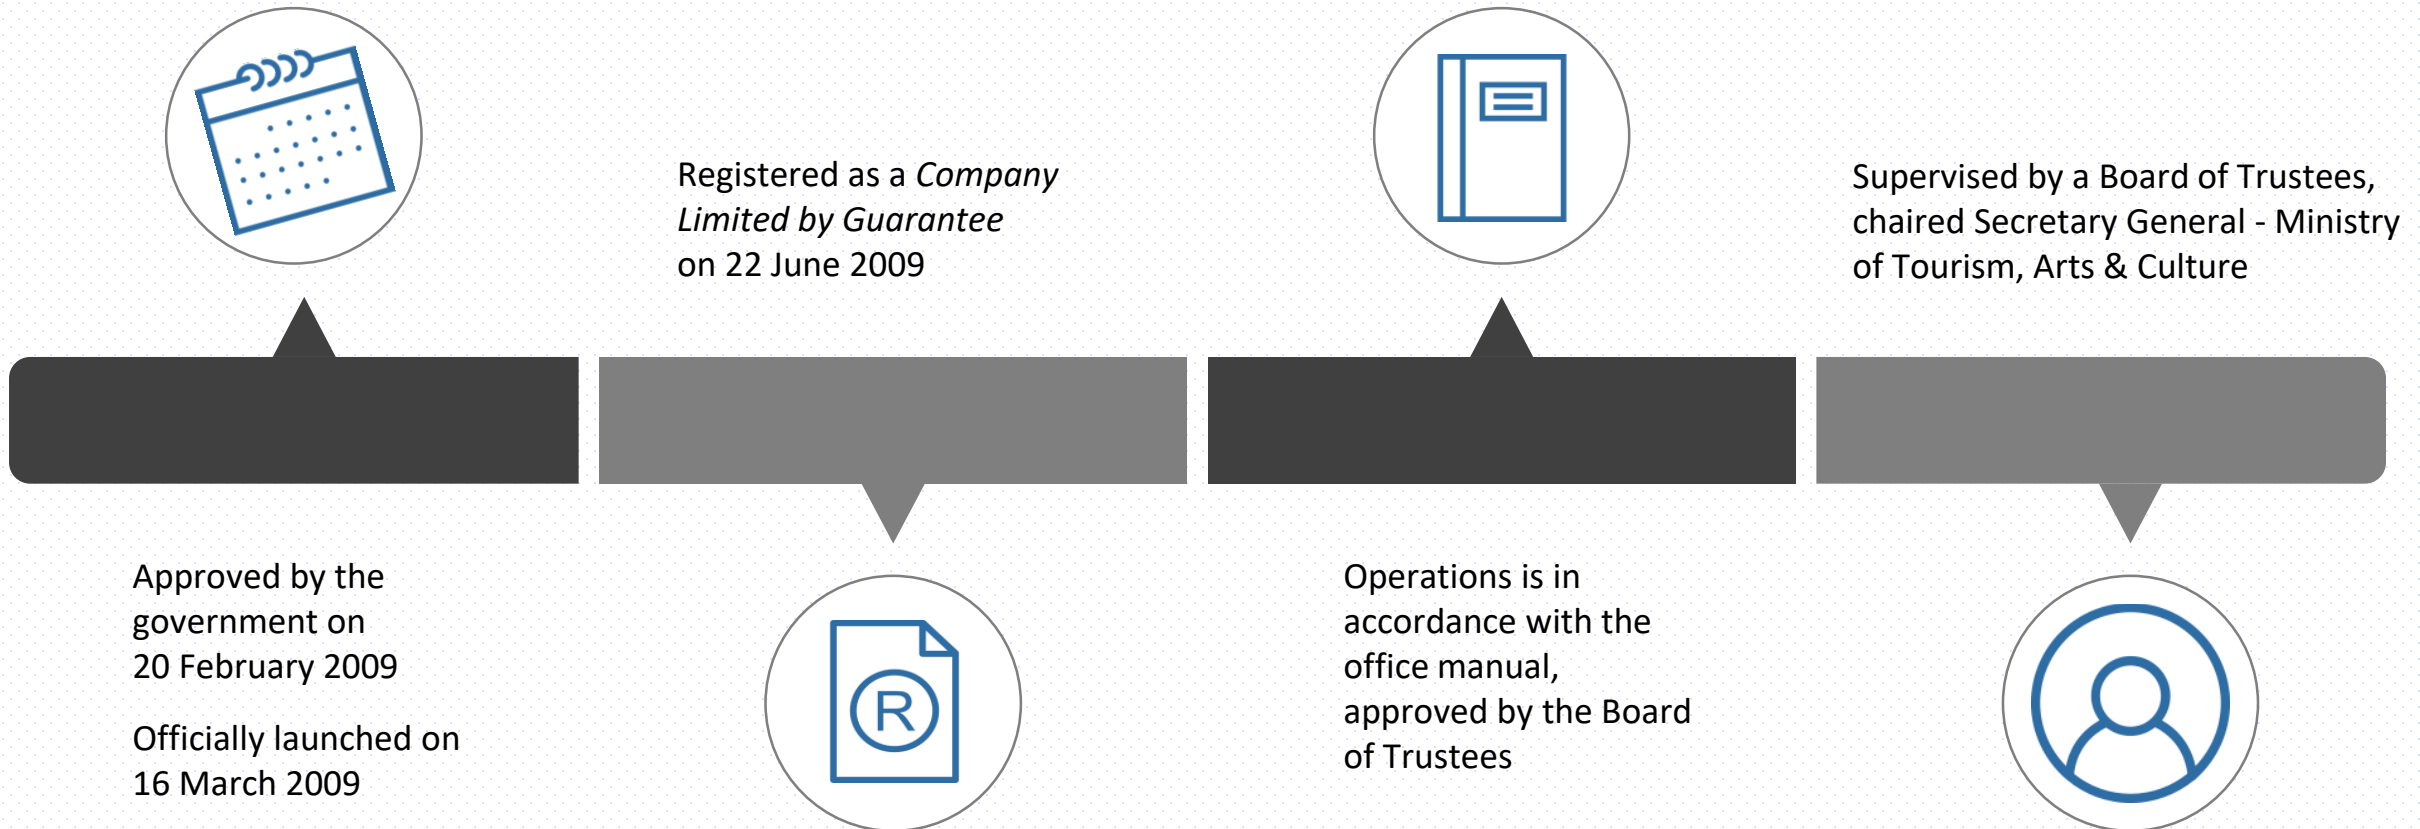 Approved by the
government on
20 February 2009
Officially launched on
16 March 2009
Registered as a Company
Limited by Guarantee
on 22 June 2009
R
Operations is in
accordance with the
office manual,
approved by the Board
of Trustees
Supervised by a Board of Trustees,
chaired Secretary General - Ministry
of Tourism, Arts & Culture